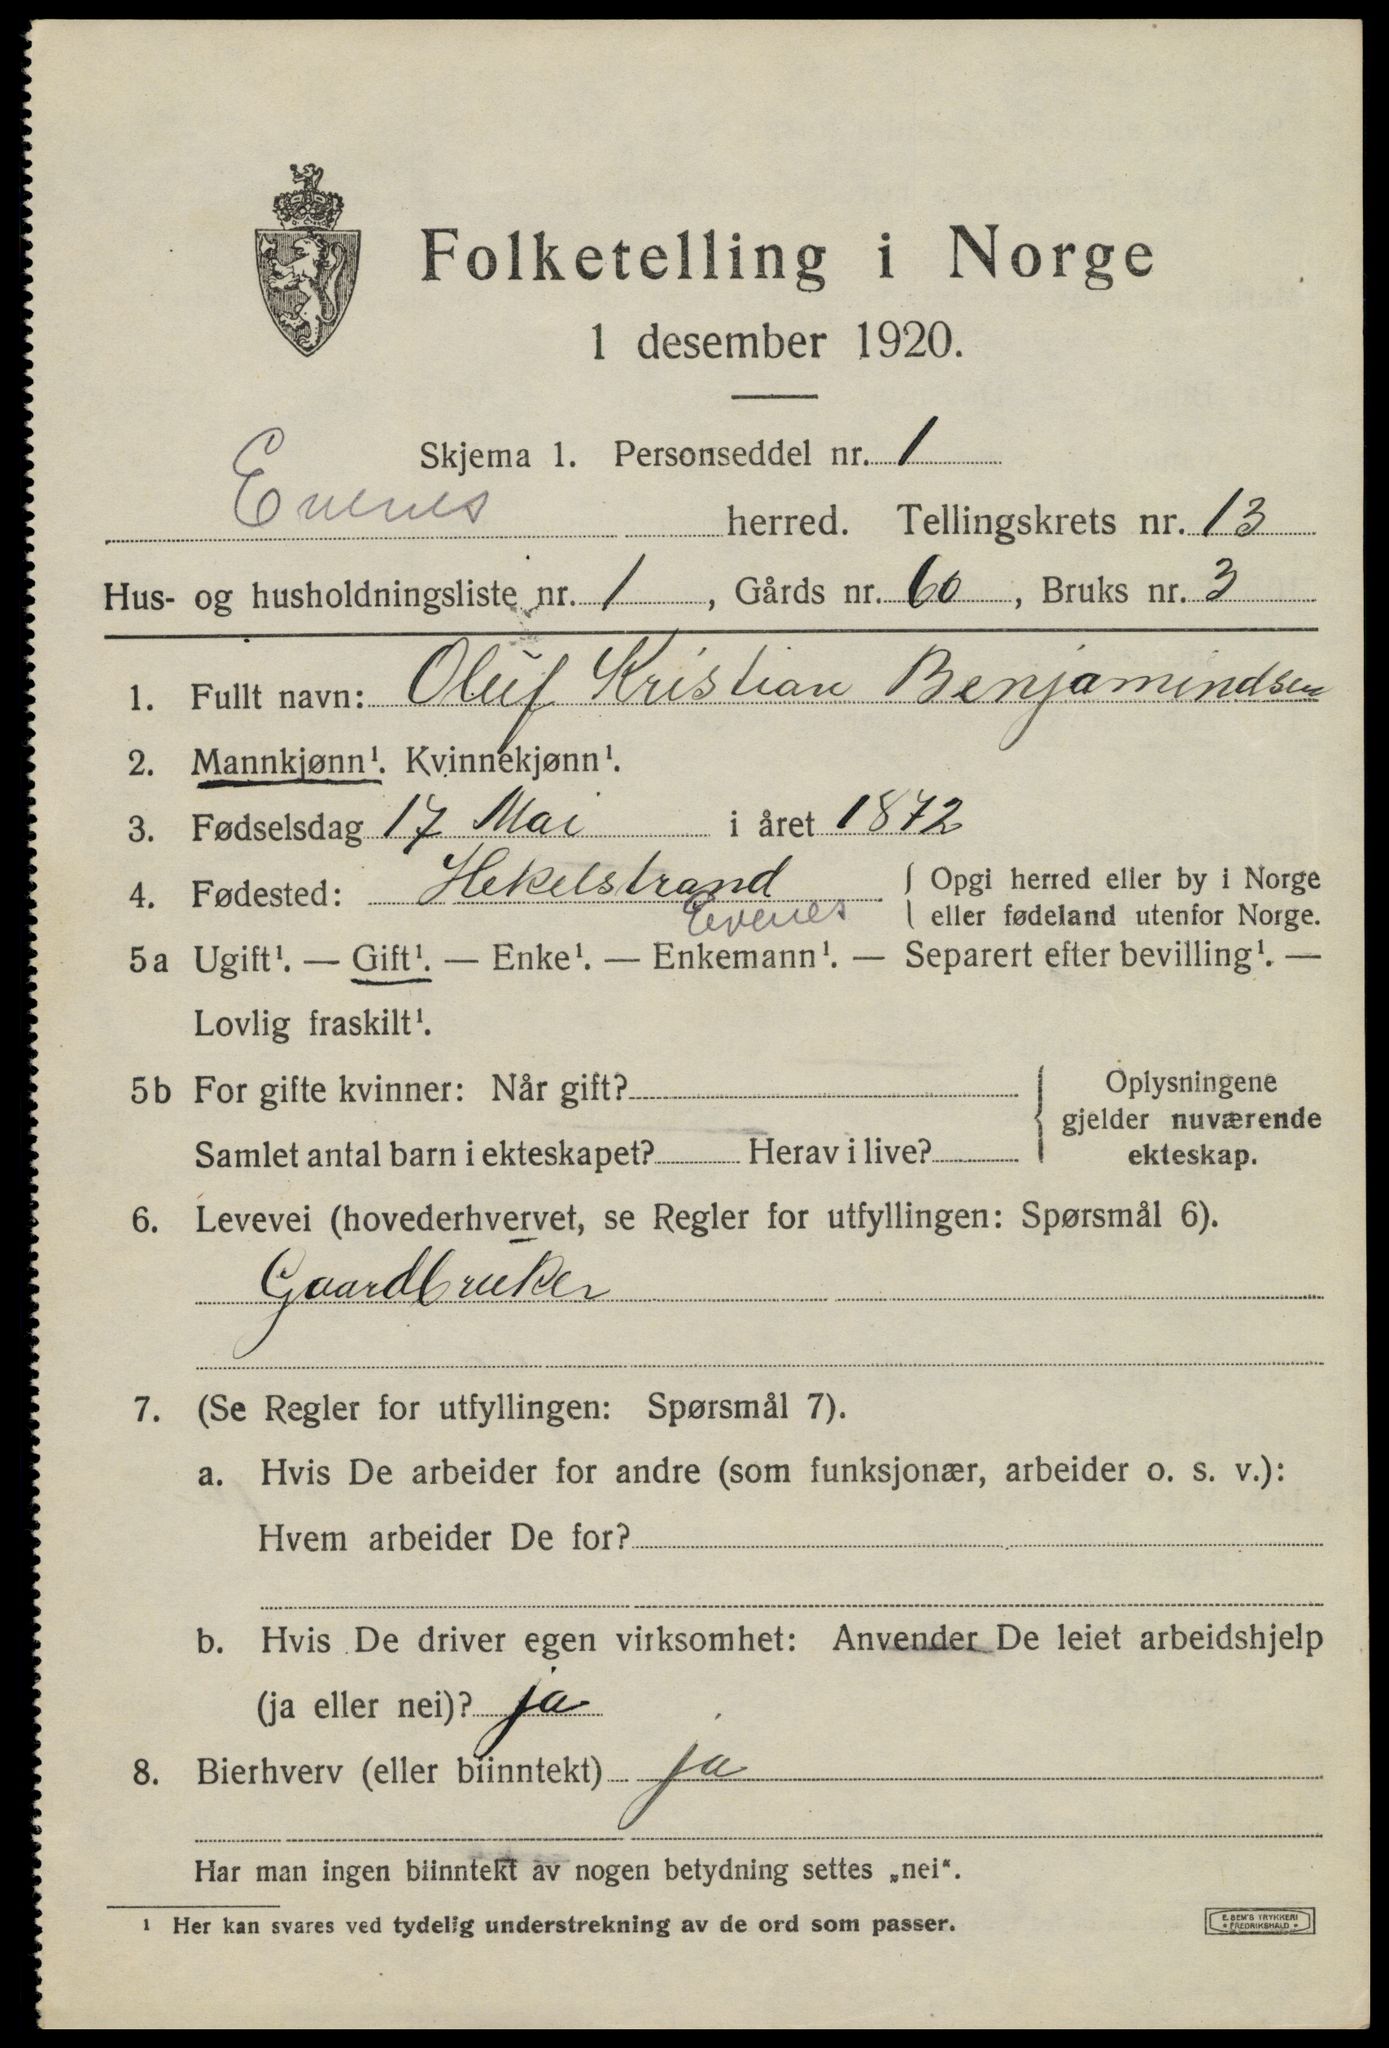 Folketelling i Norge
1 desember 1920.
Skjema 1. Personseddel nr. 1
Evenes herred. Tellingskrets nr. 13
Hus- og husholdningsliste nr. 1, Gårds nr. 60, Bruks nr. 3
1. Fullt navn: Oluf Kristian Benjamindsen
2. Mannkjønn¹. Kvinnekjønn¹.
3. Fødselsdag 17 Mai i året 1872
4. Fødested: Hekelstrand { Opgi herred eller by i Norge
Evenes eller fødeland utenfor Norge.
5a Ugift¹. — Gift¹. — Enke¹. — Enkemann¹. — Separert efter bevilling¹. —
Lovlig fraskilt¹.
5b For gifte kvinner: Når gift? { Oplysningene
gjelder nuværende
Samlet antal barn i ekteskapet? Herav i live? ekteskap.
6. Levevei (hovederhvervet, se Regler for utfyllingen: Spørsmål 6).
Gaardbruker
7. (Se Regler for utfyllingen: Spørsmål 7).
a. Hvis De arbeider for andre (som funksjonær, arbeider o. s. v.):
Hvem arbeider De for?
b. Hvis De driver egen virksomhet: Anvender De leiet arbeidshjelp
(ja eller nei)? ja
8. Bierhverv (eller biinntekt) ja
Har man ingen biinntekt av nogen betydning settes „nei“.
¹ Her kan svares ved tydelig understrekning av de ord som passer.
E. SEM'S TRYKKERI
* FREDRIKSHALD *